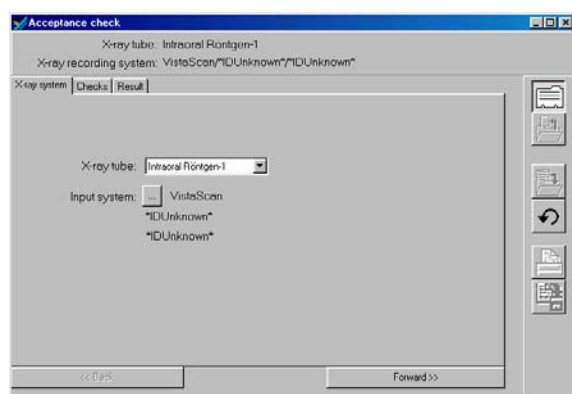 Acceptance check
X-ray tube: Intraoral Röntgen-1
X-ray recording system: VistaScan/*IDUnknown*/*IDUnknown*
X-ray system Checks Result
X-ray tube: Intraoral Röntgen-1
Input system: ... VistaScan
*IDUnknown*
*IDUnknown*
<< Back Forward >>